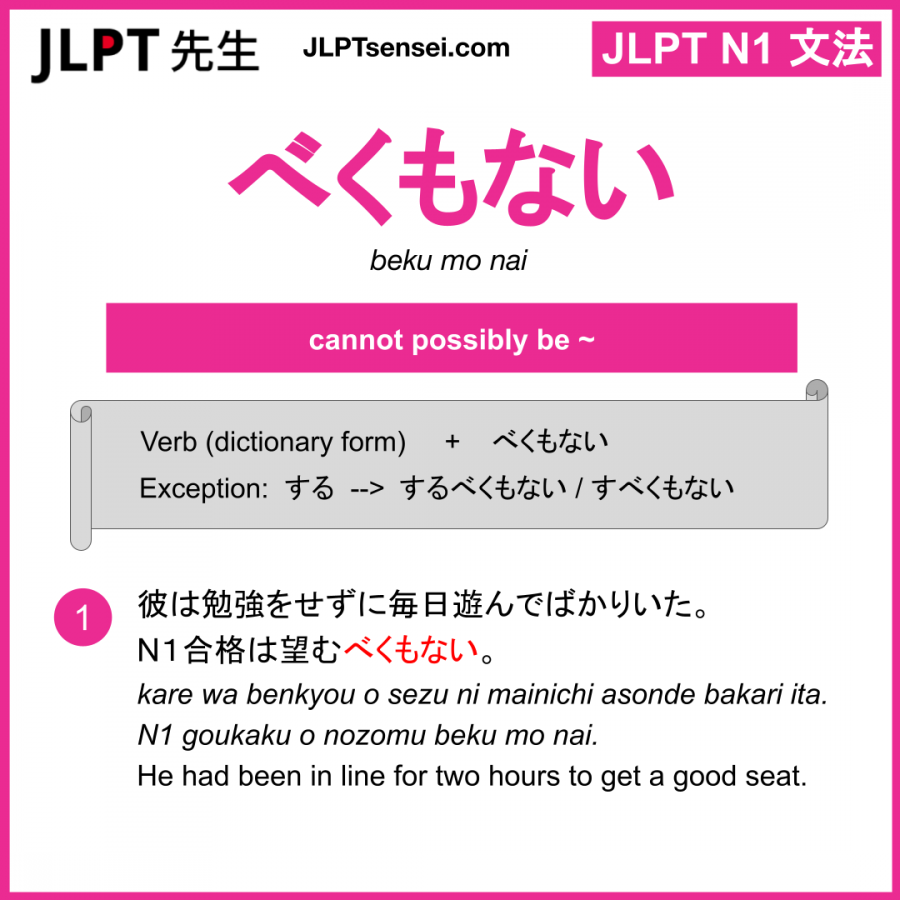 JLPT 先生
JLPTsensei.com
JLPT N1 文法
べくもない
beku mo nai
cannot possibly be ~
Verb (dictionary form) + べくもない
Exception: する --> するべくもない / すべくもない
1
彼は勉強をせずに毎日遊んでばかりいた。
N１合格は望むべくもない。
kare wa benkyou o sezu ni mainichi asonde bakari ita.
N1 goukaku o nozomu beku mo nai.
He had been in line for two hours to get a good seat.